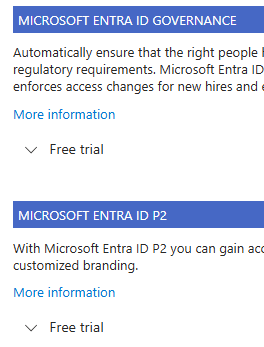 MICROSOFT ENTRA ID GOVERNANCE
Automatically ensure that the right people
regulatory requirements. Microsoft Entra ID
enforces access changes for new hires and
More information
Free trial
MICROSOFT ENTRA ID P2
With Microsoft Entra ID P2 you can gain
customized branding.
More information
Free trial